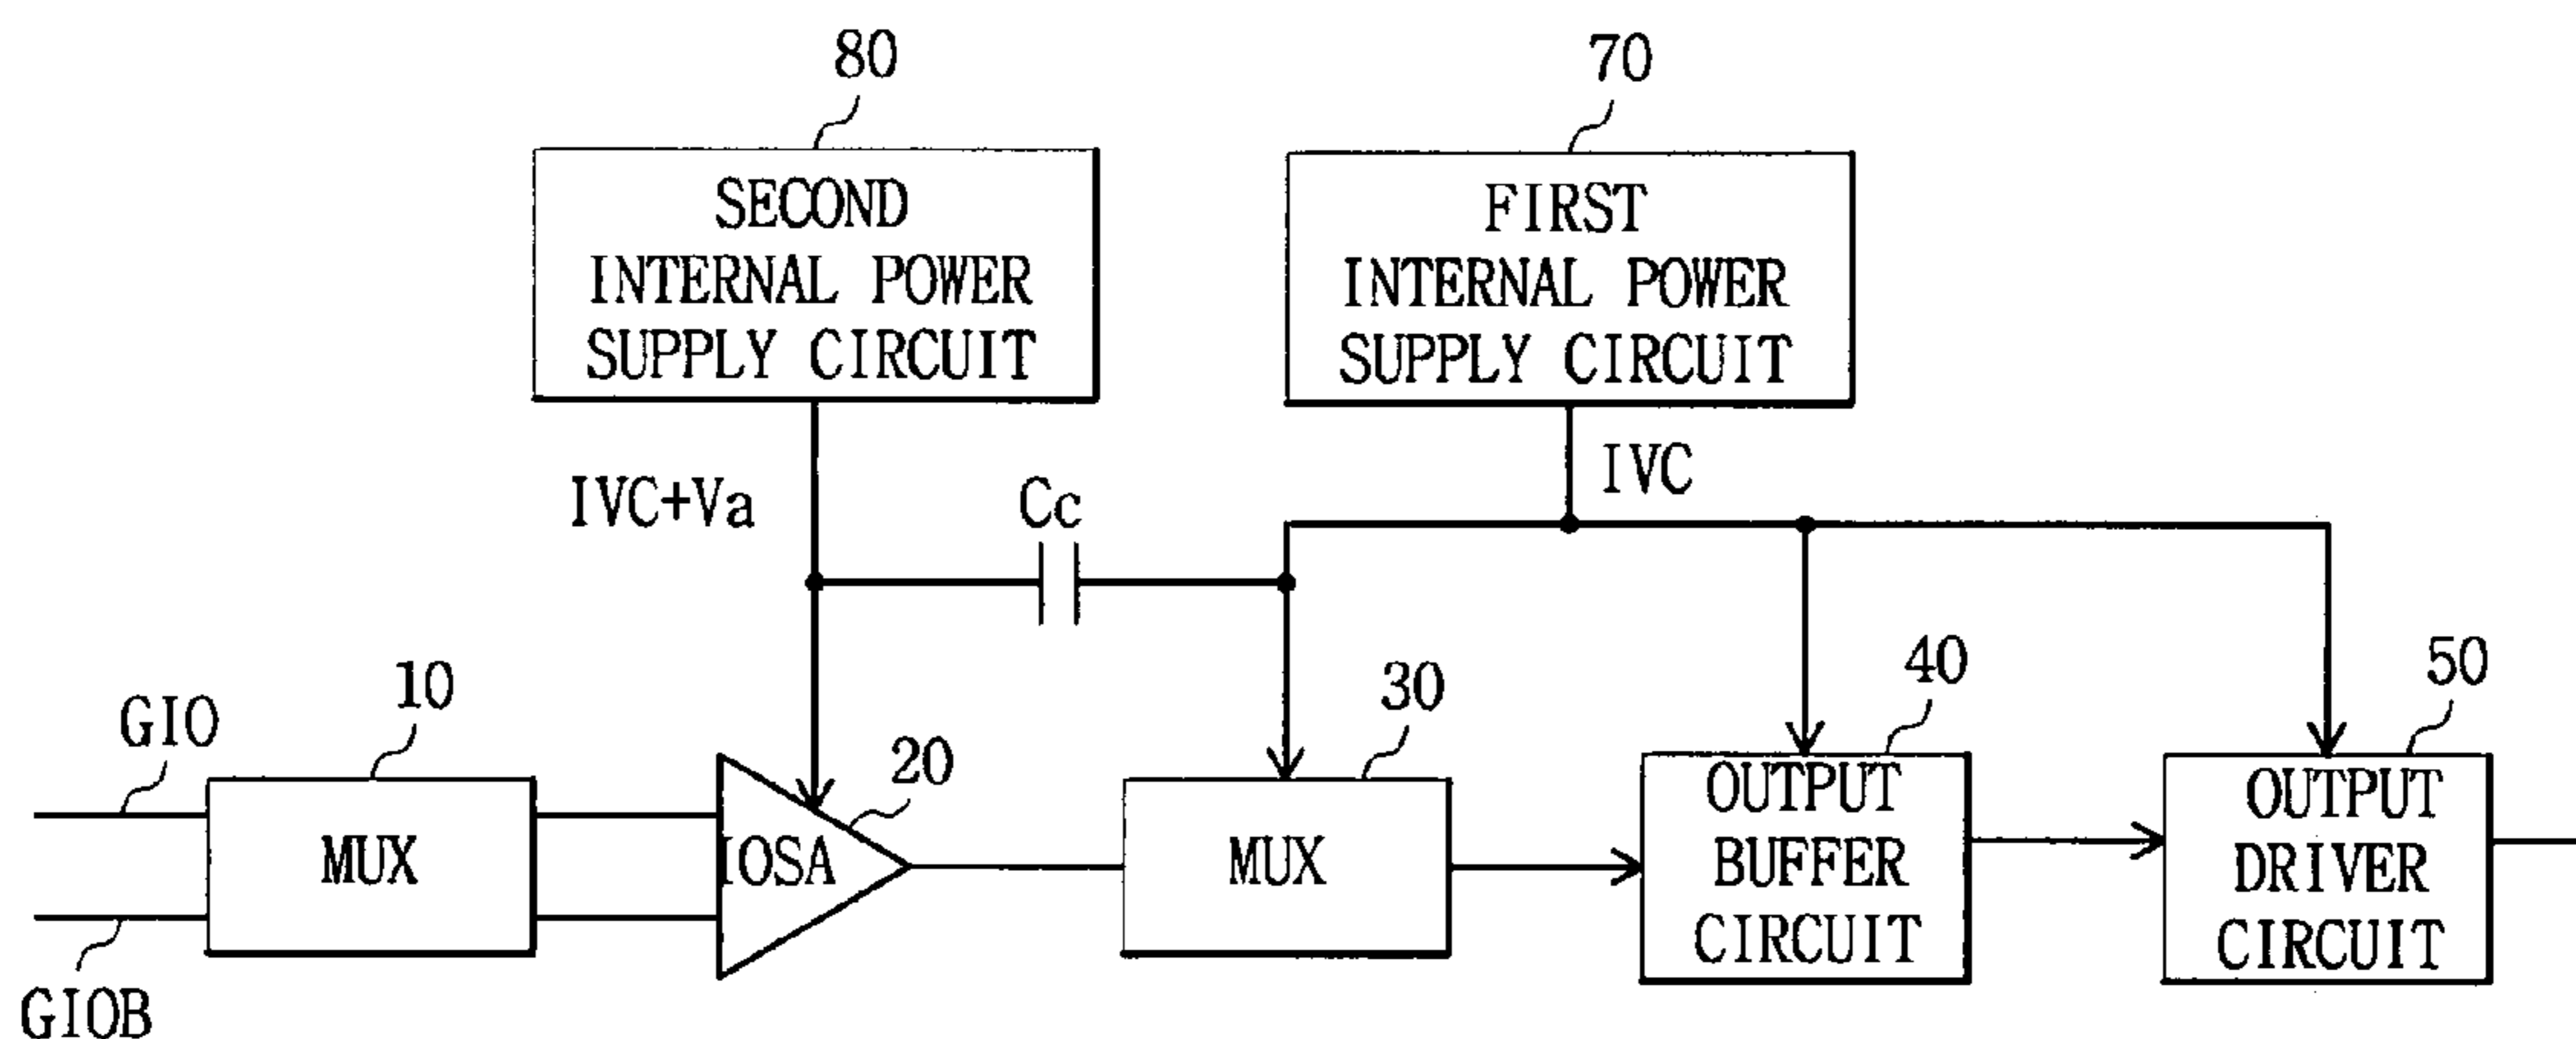 80
70
SECOND
INTERNAL POWER
SUPPLY CIRCUIT
FIRST
INTERNAL POWER
SUPPLY CIRCUIT
IVC+Va
Cc
IVC
GIO
10
20
30
40
50
MUX
IOSA
MUX
OUTPUT
BUFFER
CIRCUIT
OUTPUT
DRIVER
CIRCUIT
GIOB